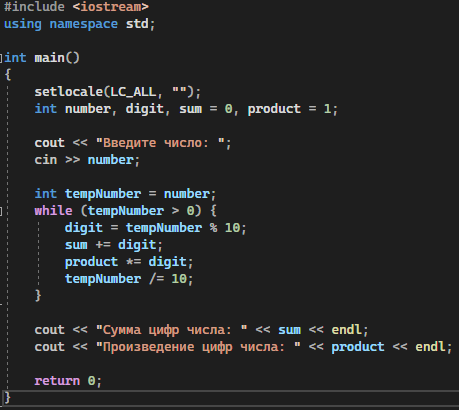 #include <iostream>
using namespace std;
int main()
{
setlocale(LC_ALL, "");
int number, digit, sum = 0, product = 1;
cout << "Введите число: ";
cin >> number;
int tempNumber = number;
while (tempNumber > 0) {
digit = tempNumber % 10;
sum += digit;
product *= digit;
tempNumber /= 10;
}
cout << "Сумма цифр числа: " << sum << endl;
cout << "Произведение цифр числа: " << product << endl;
return 0;
}